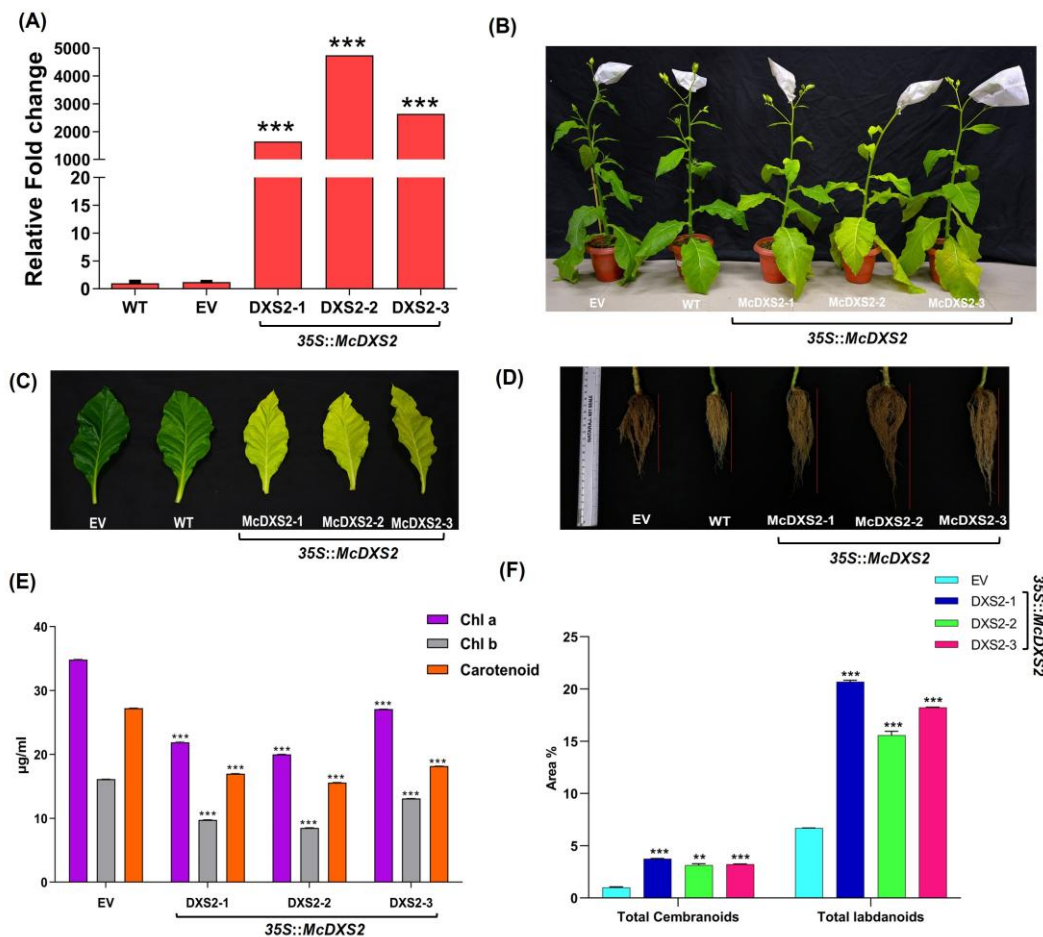 (A)
Relative Fold change
5000
4000
3000
2000
1000
20
15
10
5
0
***
***
***
WT EV DXS2-1 DXS2-2 DXS2-3
35S::McDXS2
(B)
EV WT McDXS2-1 McDXS2-2 McDXS2-3
35S::McDXS2
(C)
EV WT McDXS2-1 McDXS2-2 McDXS2-3
35S::McDXS2
(D)
EV WT McDXS2-1 McDXS2-2 McDXS2-3
35S::McDXS2
(E)
Chl a
Chl b
Carotenoid
µg/ml
40
30
20
10
0
*** *** ***
*** *** ***
*** *** ***
EV DXS2-1 DXS2-2 DXS2-3
35S::McDXS2
(F)
EV
DXS2-1
DXS2-2
DXS2-3
35S::McDXS2
Area %
25
20
15
10
5
0
*** ** ***
*** *** ***
Total Cembranoids Total labdanoids